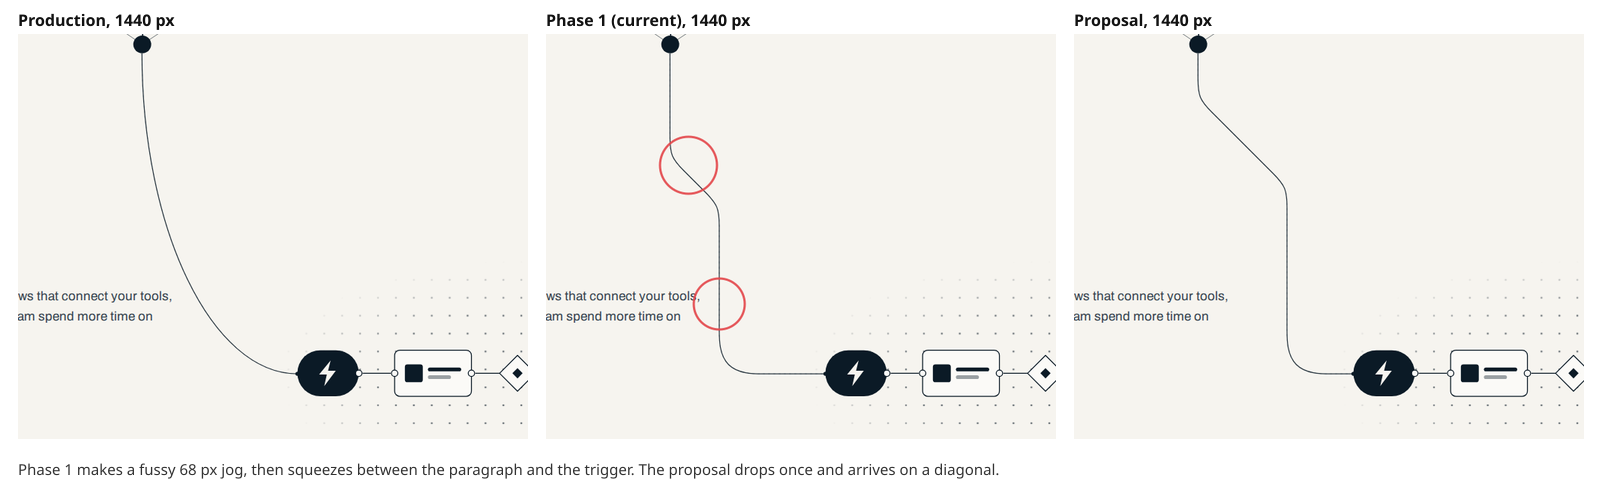 Production, 1440 px
Phase 1 (current), 1440 px
Proposal, 1440 px
ws that connect your tools,
am spend more time on
ws that connect your tools,
am spend more time on
ws that connect your tools,
am spend more time on
Phase 1 makes a fussy 68 px jog, then squeezes between the paragraph and the trigger. The proposal drops once and arrives on a diagonal.